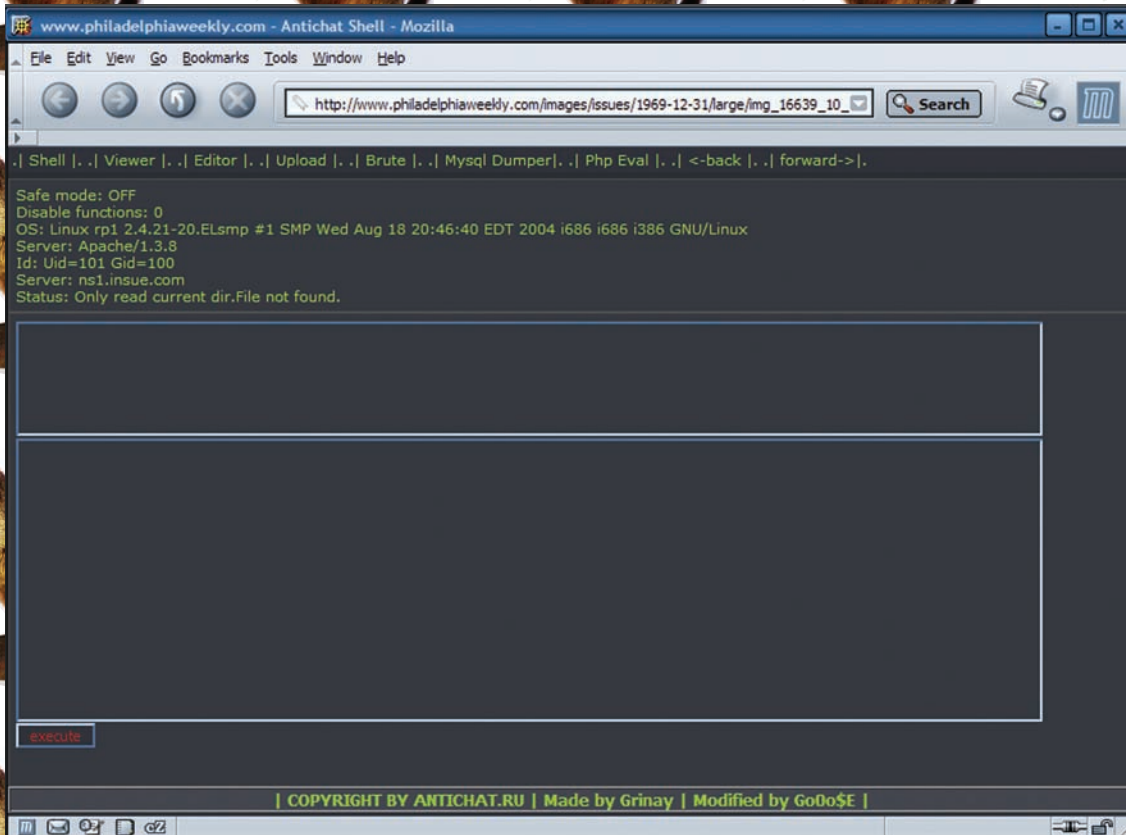 www.philadelphiaweekly.com - Antichat Shell - Mozilla
File Edit View Go Bookmarks Tools Window Help
http://www.philadelphiaweekly.com/images/issues/1969-12-31/large/img_16639_10_ Search
.| Shell |. .| Viewer |. .| Editor |. .| Upload |. .| Brute |. .| Mysql Dumper|. .| Php Eval |. .| <-back |. .| forward->|.
Safe mode: OFF
Disable functions: 0
OS: Linux rp1 2.4.21-20.ELsmp #1 SMP Wed Aug 18 20:46:40 EDT 2004 i686 i686 i386 GNU/Linux
Server: Apache/1.3.8
Id: Uid=101 Gid=100
Server: ns1.insue.com
Status: Only read current dir.File not found.
execute
| COPYRIGHT BY ANTICHAT.RU | Made by Grinay | Modified by Go0o$E |